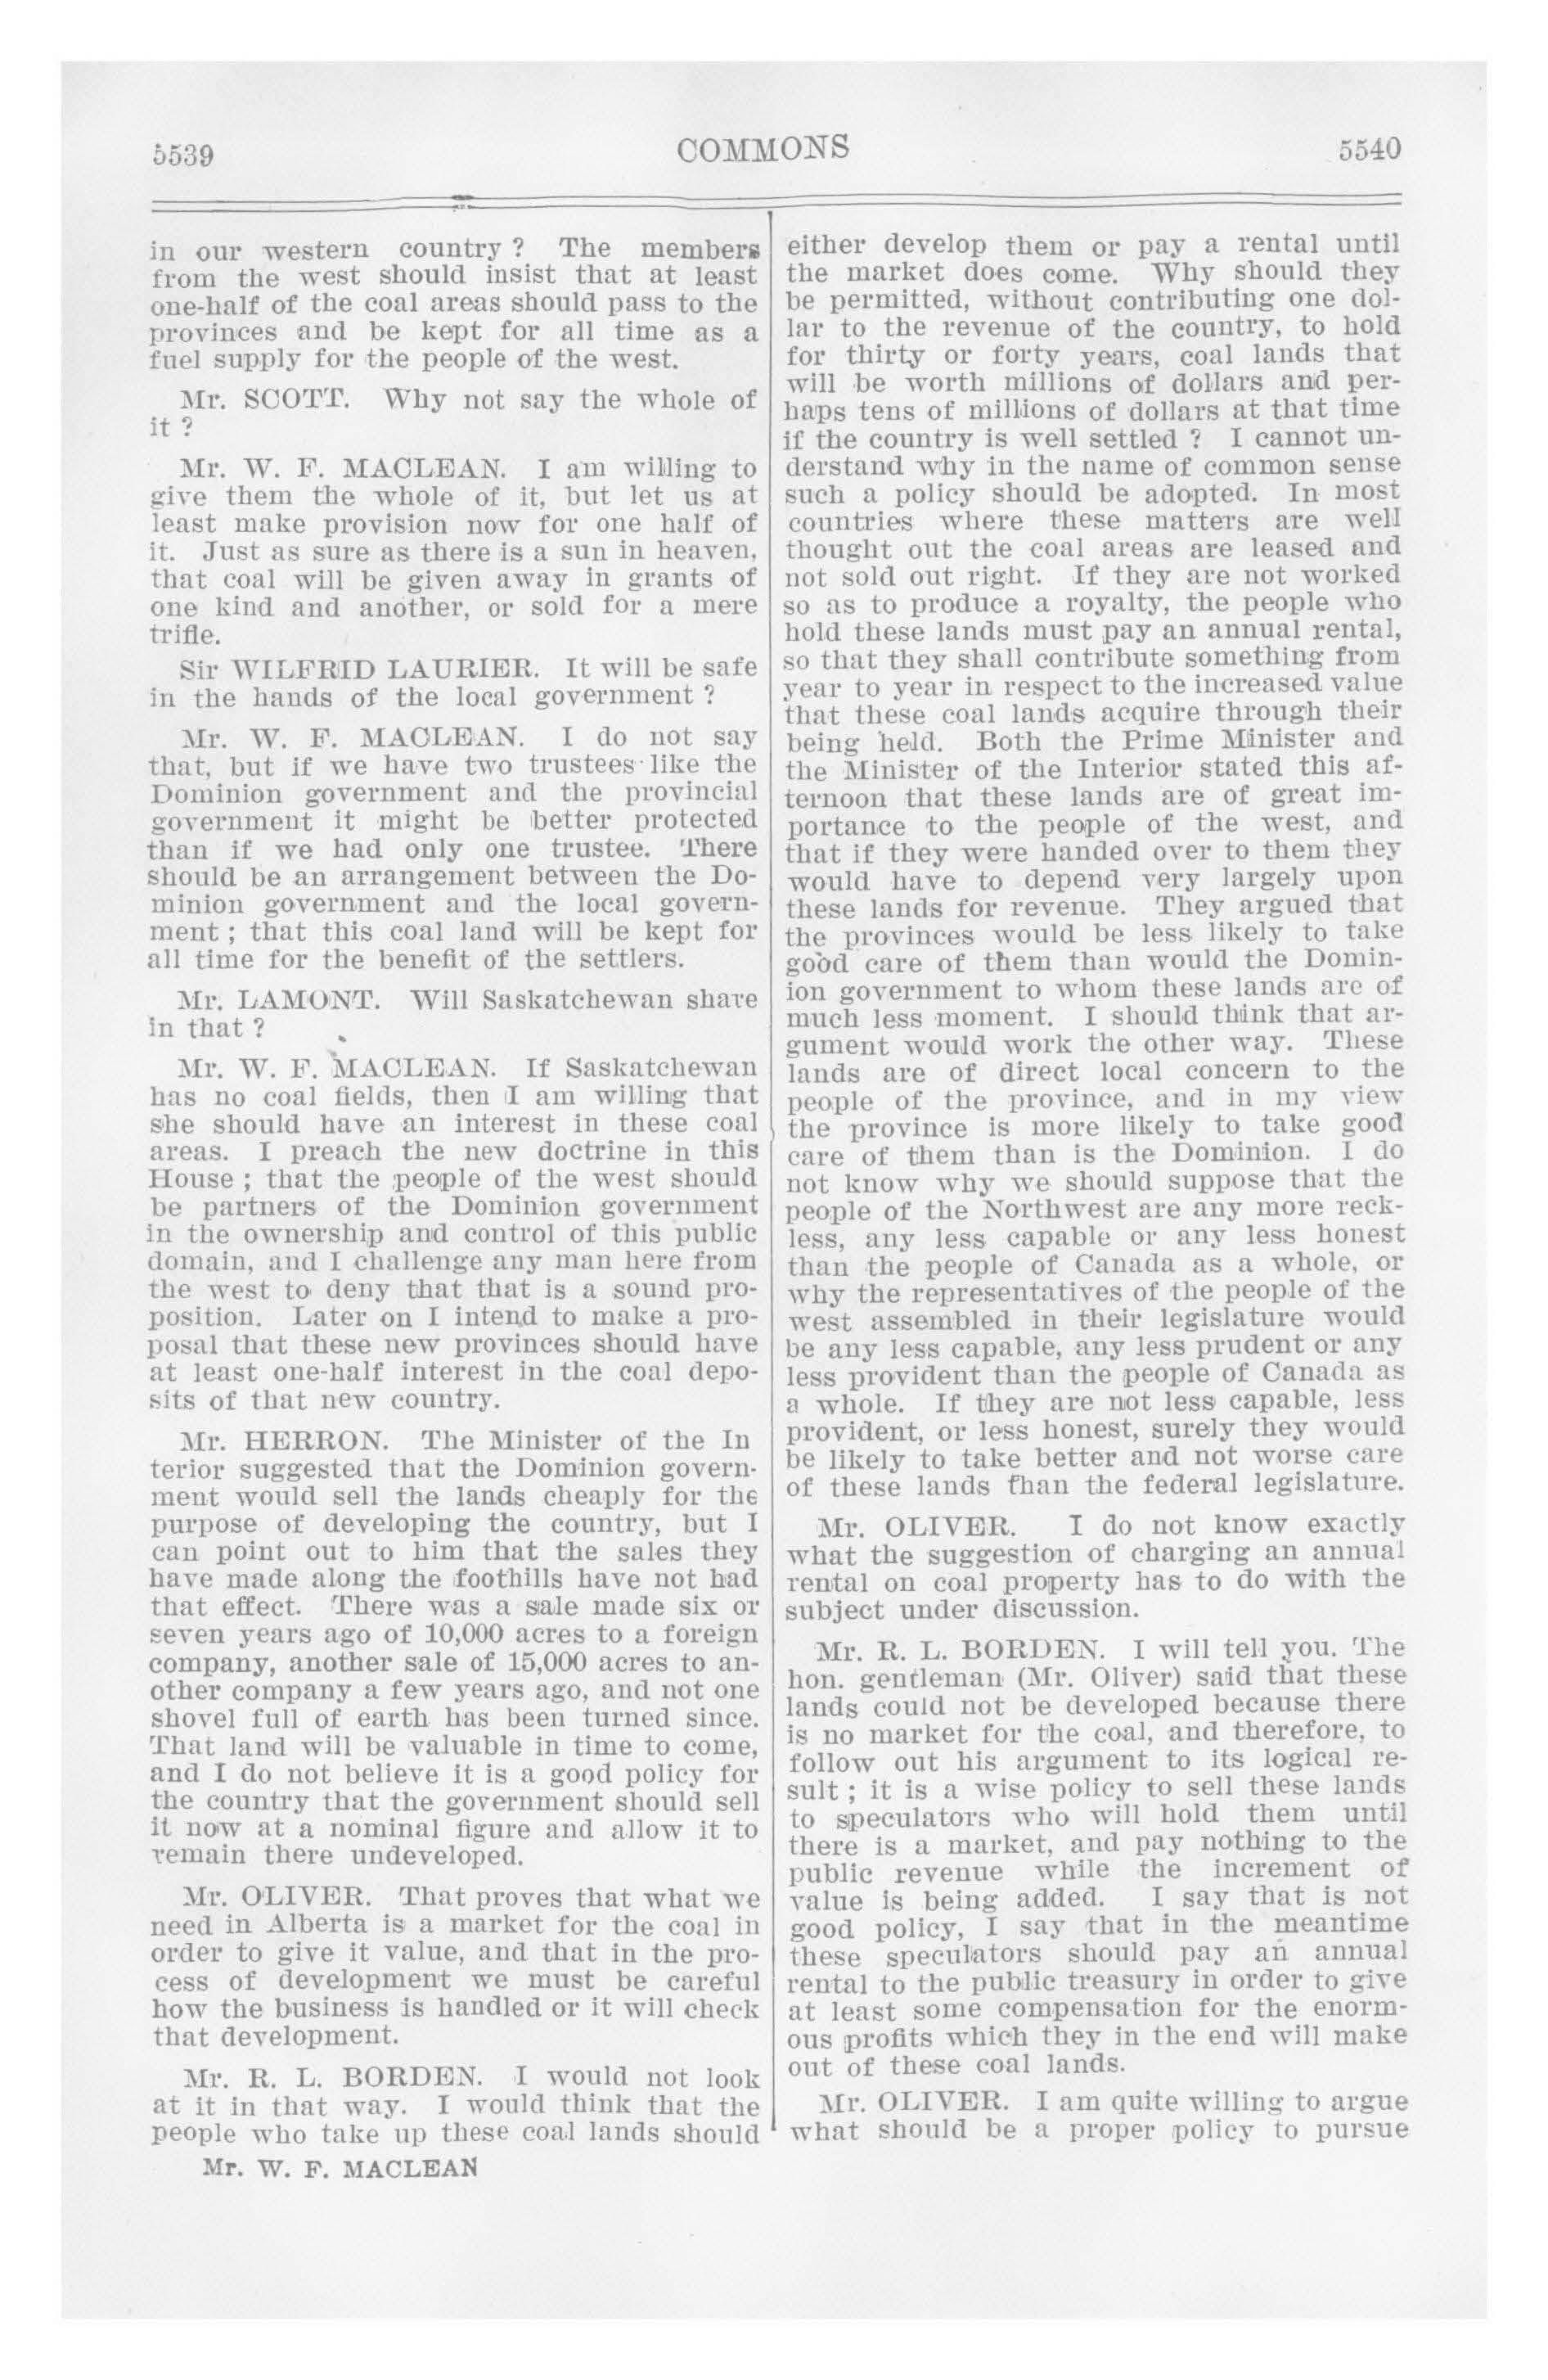 5539
COMMONS
5540
in our western country ? The members
from the west should insist that at least
one-half of the coal areas should pass to the
provinces and be kept for all time as a
fuel supply for the people of the west.
Mr. SCOTT. Why not say the whole of
it ?
Mr. W. F. MACLEAN. I am willing to
give them the whole of it, but let us at
least make provision now for one half of
it. Just as sure as there is a sun in heaven,
that coal will be given away in grants of
one kind and another, or sold for a mere
trifle.
Sir WILFRID LAURIER. It will be safe
in the hands of the local government ?
Mr. W. F. MACLEAN. I do not say
that, but if we have two trustees like the
Dominion government and the provincial
government it might be better protected
than if we had only one trustee. There
should be an arrangement between the Do-
minion government and the local govern-
ment ; that this coal land will be kept for
all time for the benefit of the settlers.
Mr. LAMONT. Will Saskatchewan share
in that ?
Mr. W. F. MACLEAN. If Saskatchewan
has no coal fields, then I am willing that
she should have an interest in these coal
areas. I preach the new doctrine in this
House ; that the people of the west should
be partners of the Dominion government
in the ownership and control of this public
domain, and I challenge any man here from
the west to deny that that is a sound pro-
position. Later on I intend to make a pro-
posal that these new provinces should have
at least one-half interest in the coal depo-
sits of that new country.
Mr. HERRON. The Minister of the In
terior suggested that the Dominion govern-
ment would sell the lands cheaply for the
purpose of developing the country, but I
can point out to him that the sales they
have made along the foothills have not had
that effect. There was a sale made six or
seven years ago of 10,000 acres to a foreign
company, another sale of 15,000 acres to an-
other company a few years ago, and not one
shovel full of earth has been turned since.
That land will be valuable in time to come,
and I do not believe it is a good policy for
the country that the government should sell
it now at a nominal figure and allow it to
remain there undeveloped.
Mr. OLIVER. That proves that what we
need in Alberta is a market for the coal in
order to give it value, and that in the pro-
cess of development we must be careful
how the business is handled or it will check
that development.
Mr. R. L. BORDEN. I would not look
at it in that way. I would think that the
people who take up these coal lands should
Mr. W. F. MACLEAN
either develop them or pay a rental until
the market does come. Why should they
be permitted, without contributing one dol-
lar to the revenue of the country, to hold
for thirty or forty years, coal lands that
will be worth millions of dollars and per-
haps tens of millions of dollars at that time
if the country is well settled ? I cannot un-
derstand why in the name of common sense
such a policy should be adopted. In most
countries where these matters are well
thought out the coal areas are leased and
not sold out right. If they are not worked
so as to produce a royalty, the people who
hold these lands must pay an annual rental,
so that they shall contribute something from
year to year in respect to the increased value
that these coal lands acquire through their
being held. Both the Prime Minister and
the Minister of the Interior stated this af-
ternoon that these lands are of great im-
portance to the people of the west, and
that if they were handed over to them they
would have to depend very largely upon
these lands for revenue. They argued that
the provinces would be less likely to take
good care of them than would the Domin-
ion government to whom these lands are of
much less moment. I should think that ar-
gument would work the other way. These
lands are of direct local concern to the
people of the province, and in my view
the province is more likely to take good
care of them than is the Dominion. I do
not know why we should suppose that the
people of the Northwest are any more reck-
less, any less capable or any less honest
than the people of Canada as a whole, or
why the representatives of the people of the
west assembled in their legislature would
be any less capable, any less prudent or any
less provident than the people of Canada as
a whole. If they are not less capable, less
provident, or less honest, surely they would
be likely to take better and not worse care
of these lands than the federal legislature.
Mr. OLIVER. I do not know exactly
what the suggestion of charging an annual
rental on coal property has to do with the
subject under discussion.
Mr. R. L. BORDEN. I will tell you. The
hon. gentleman (Mr. Oliver) said that these
lands could not be developed because there
is no market for the coal, and therefore, to
follow out his argument to its logical re-
sult ; it is a wise policy to sell these lands
to speculators who will hold them until
there is a market, and pay nothing to the
public revenue while the increment of
value is being added. I say that is not
good policy, I say that in the meantime
these speculators should pay an annual
rental to the public treasury in order to give
at least some compensation for the enorm-
ous profits which they in the end will make
out of these coal lands.
Mr. OLIVER. I am quite willing to argue
what should be a proper policy to pursue